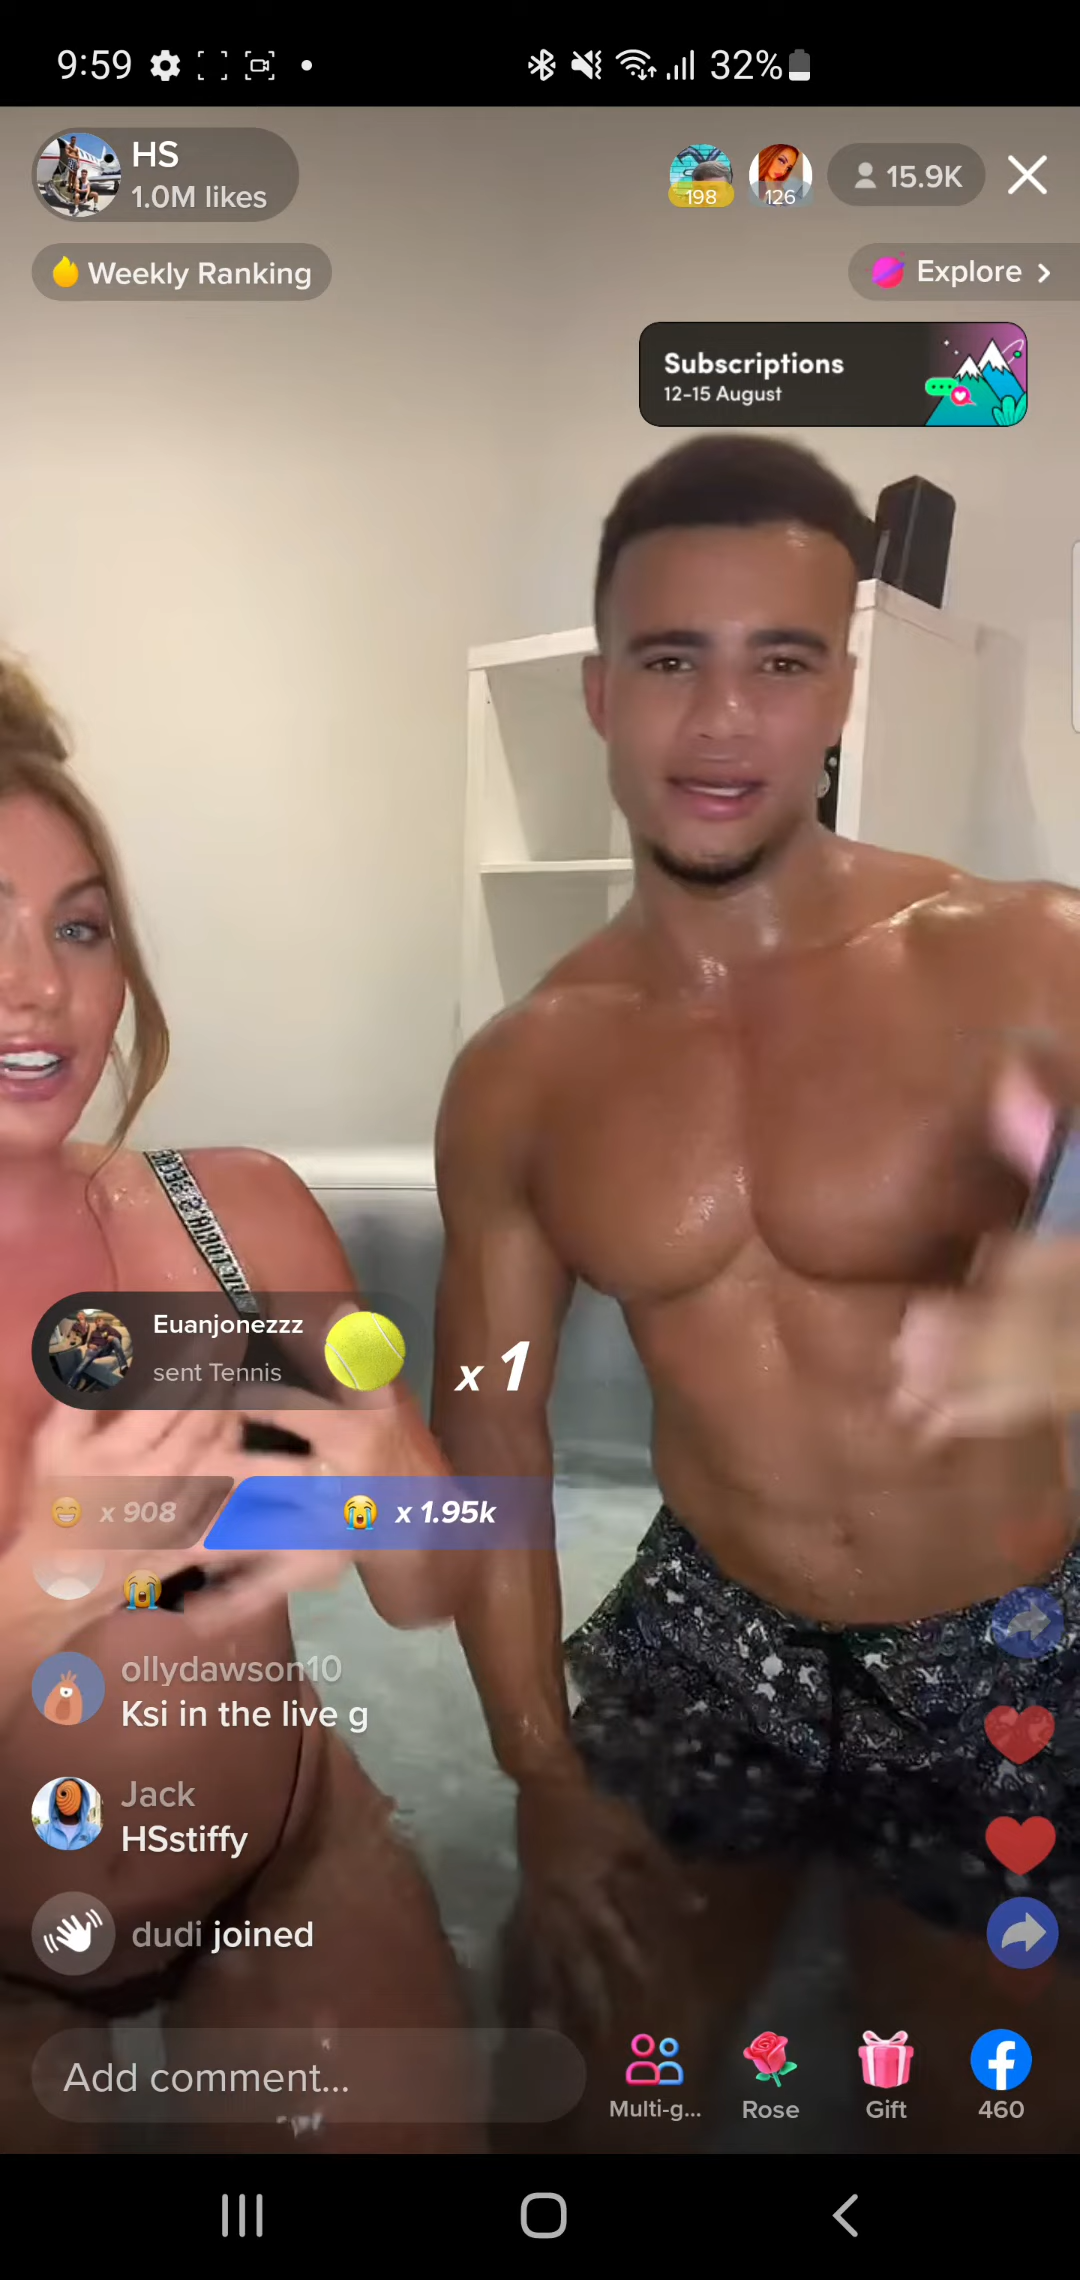 9:59
32%
HS
1.0M likes
198
126
15.9K
Weekly Ranking
Explore
Subscriptions
12-15 August
Euanjonezzz
sent Tennis
x 1
x 908
x 1.95k
ollydawson10
Ksi in the live g
Jack
HSstiffy
dudi joined
Add comment...
Multi-g...
Rose
Gift
460